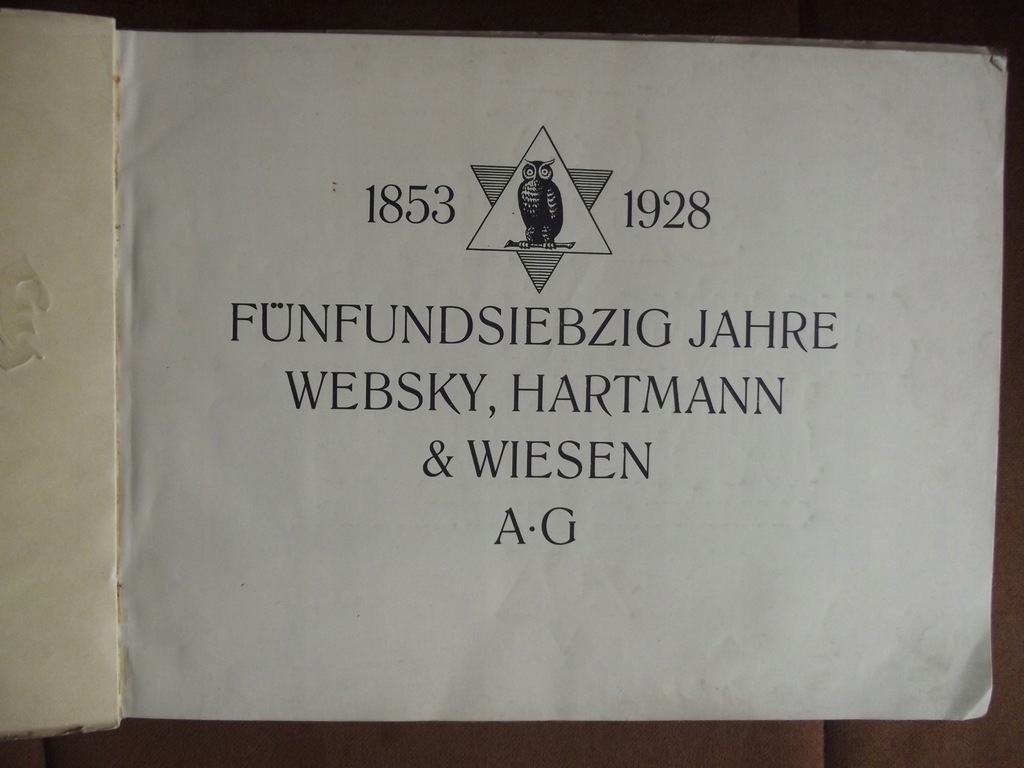 1853 1928
FÜNFUNDSIEBZIG JAHRE
WEBSKY, HARTMANN
& WIESEN
A·G